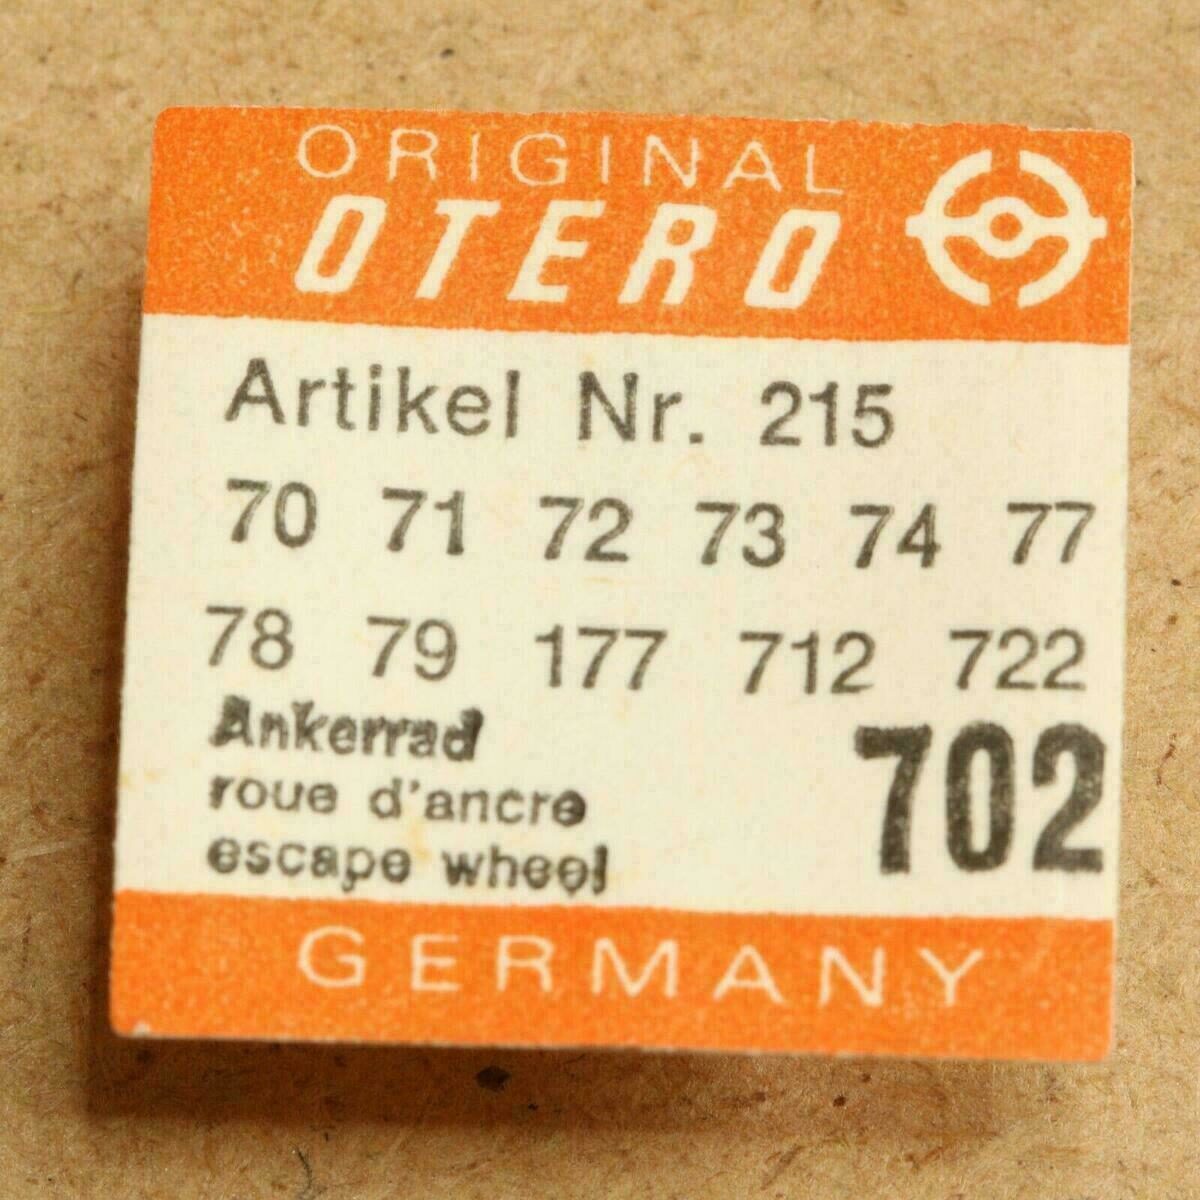 ORIGINAL
OTERO
Artikel Nr. 215
70 71 72 73 74 77
78 79 177 712 722
Ankerrad
roue d'ancre
escape wheel
702
GERMANY